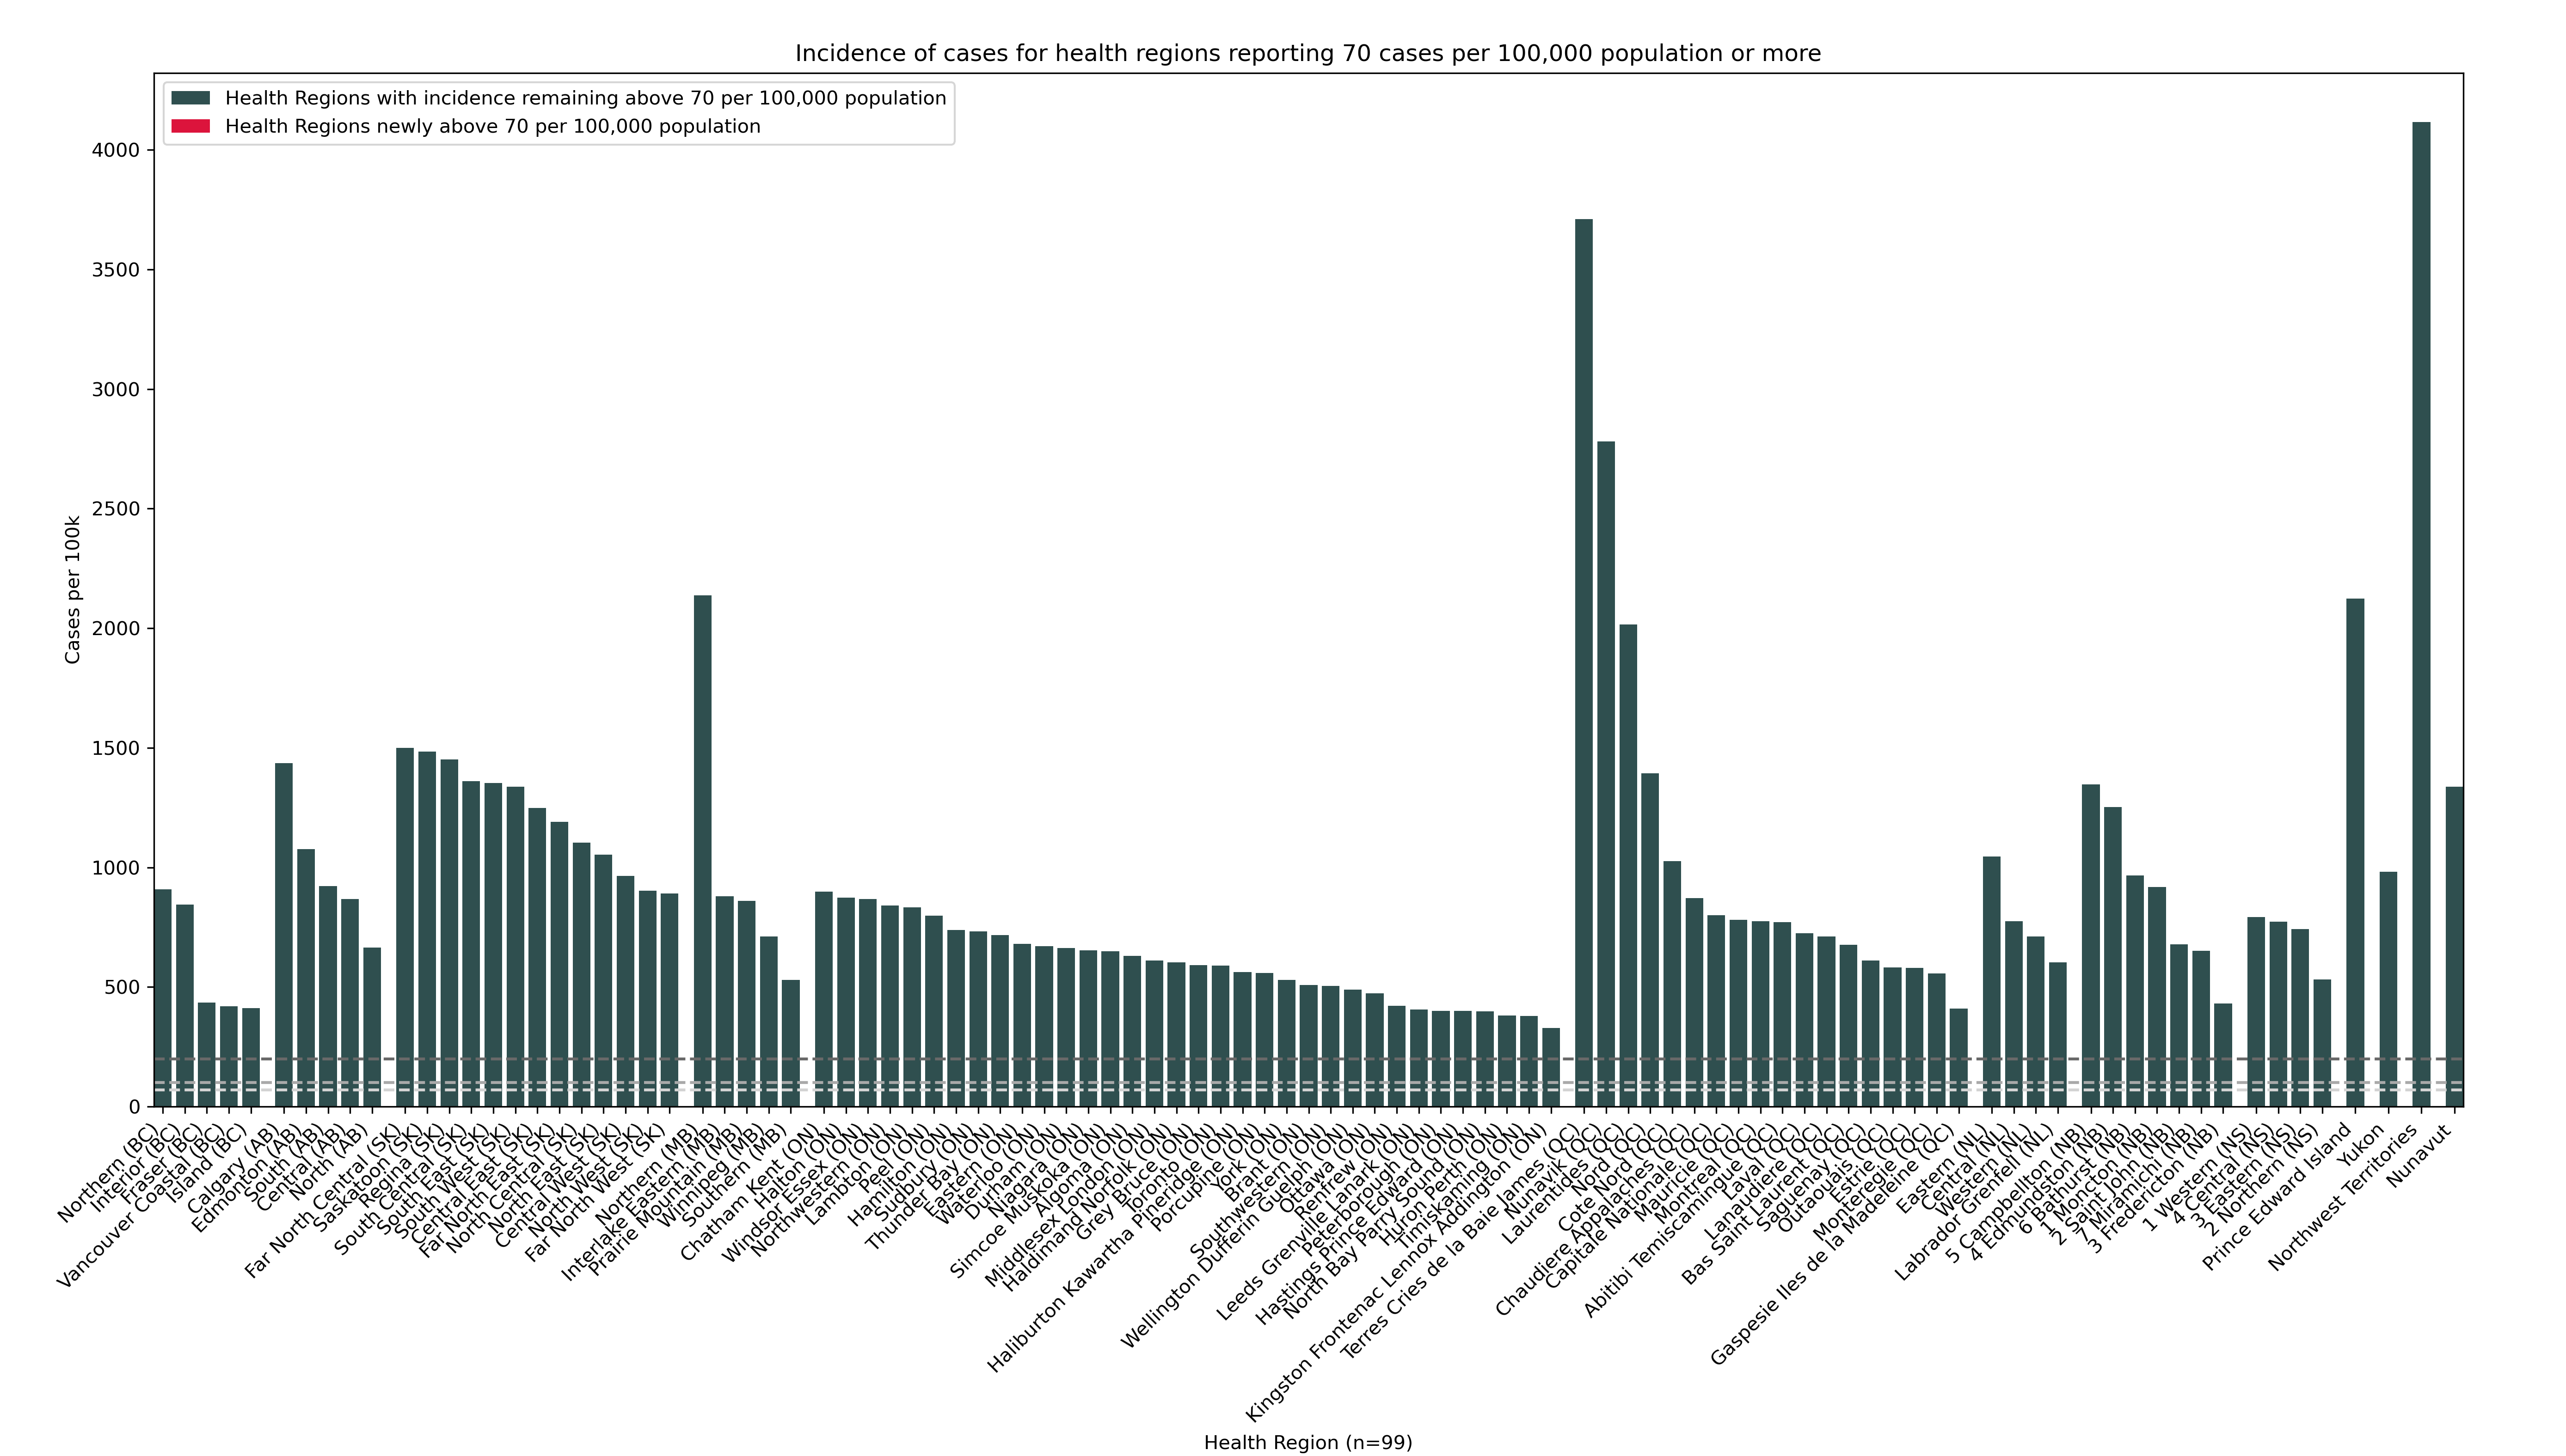 Incidence of cases for health regions reporting 70 cases per 100,000 population or more
Health Regions with incidence remaining above 70 per 100,000 population
Health Regions newly above 70 per 100,000 population
4000
3500
3000
2500
2000
1500
1000
500
0
Cases per 100k
Northern (BC)
Interior (BC)
Fraser (BC)
Vancouver Coastal (BC)
Island (BC)
Calgary (AB)
Edmonton (AB)
South (AB)
Central (AB)
North (AB)
Far North Central (SK)
Saskatoon (SK)
Regina (SK)
South Central (SK)
South East (SK)
South West (SK)
Central East (SK)
Far North East (SK)
North Central (SK)
North East (SK)
Central West (SK)
North West (SK)
Far North West (SK)
Northern (MB)
Interlake Eastern (MB)
Prairie Mountain (MB)
Winnipeg (MB)
Southern (MB)
Chatham Kent (ON)
Halton (ON)
Windsor Essex (ON)
Northwestern (ON)
Lambton (ON)
Peel (ON)
Hamilton (ON)
Sudbury (ON)
Thunder Bay (ON)
Eastern (ON)
Waterloo (ON)
Durham (ON)
Niagara (ON)
Simcoe Muskoka (ON)
Algoma (ON)
Middlesex London (ON)
Haldimand Norfolk (ON)
Grey Bruce (ON)
Toronto (ON)
Haliburton Kawartha Pineridge (ON)
Porcupine (ON)
York (ON)
Brant (ON)
Southwestern (ON)
Wellington Dufferin Guelph (ON)
Ottawa (ON)
Renfrew (ON)
Leeds Grenville Lanark (ON)
Peterborough (ON)
Hastings Prince Edward (ON)
North Bay Parry Sound (ON)
Huron Perth (ON)
Timiskaming (ON)
Kingston Frontenac Lennox Addington (ON)
Terres Cries de la Baie James (QC)
Nunavik (QC)
Laurentides (QC)
Nord (QC)
Cote Nord (QC)
Chaudiere Appalaches (QC)
Capitale Nationale (QC)
Mauricie (QC)
Montreal (QC)
Abitibi Temiscamingue (QC)
Laval (QC)
Lanaudiere (QC)
Bas Saint Laurent (QC)
Saguenay (QC)
Outaouais (QC)
Estrie (QC)
Monteregie (QC)
Gaspesie Iles de la Madeleine (QC)
Eastern (NL)
Central (NL)
Western (NL)
Labrador Grenfell (NL)
5 Campbellton (NB)
4 Edmundston (NB)
6 Bathurst (NB)
1 Moncton (NB)
2 Saint John (NB)
7 Miramichi (NB)
3 Fredericton (NB)
1 Western (NS)
4 Central (NS)
3 Eastern (NS)
2 Northern (NS)
Prince Edward Island
Yukon
Northwest Territories
Nunavut
Health Region (n=99)